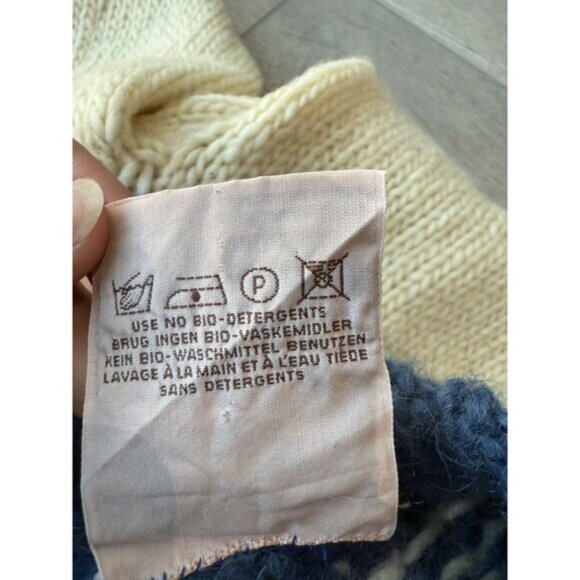 P
USE NO BIO-DETERGENTS
BRUG INGEN BIO-VASKEMIDLER
KEIN BIO-WASCHMITTEL BENUTZEN
LAVAGE À LA MAIN ET À L'EAU TIÈDE
SANS DETERGENTS